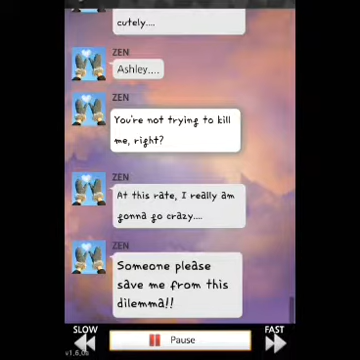 cutely....
ZEN
Ashley....
ZEN
You're not trying to kill
me, right?
ZEN
At this rate, I really am
gonna go crazy....
ZEN
Someone please
save me from this
dilemma!!
SLOW
Pause
FAST